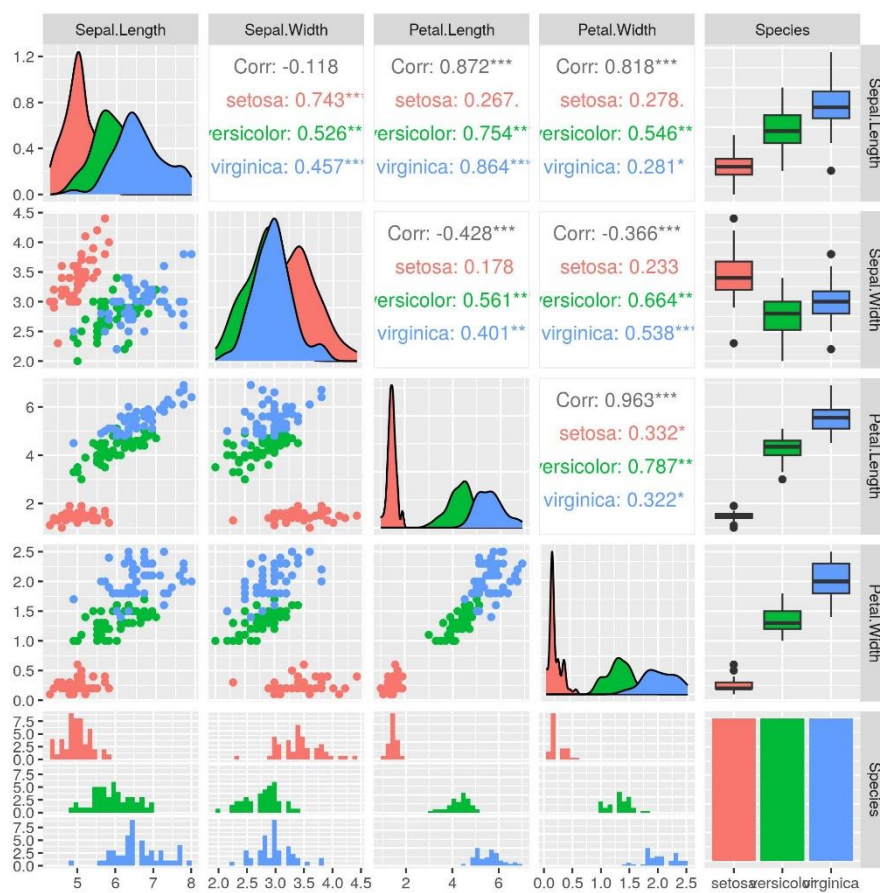 Sepal.Length Sepal.Width Petal.Length Petal.Width Species
1.2
0.8
0.4
0.0
Corr: -0.118
setosa: 0.743***
versicolor: 0.526**
virginica: 0.457***
Corr: 0.872***
setosa: 0.267.
versicolor: 0.754**
virginica: 0.864***
Corr: 0.818***
setosa: 0.278.
versicolor: 0.546**
virginica: 0.281*
Sepal.Length
4.5
4.0
3.5
3.0
2.5
2.0
Corr: -0.428***
setosa: 0.178
versicolor: 0.561**
virginica: 0.401**
Corr: -0.366***
setosa: 0.233
versicolor: 0.664**
virginica: 0.538***
Sepal.Width
6
4
2
Corr: 0.963***
setosa: 0.332*
versicolor: 0.787**
virginica: 0.322*
Petal.Length
2.5
2.0
1.5
1.0
0.5
0.0
Petal.Width
7.5
5.0
2.5
0.0
7.5
5.0
2.5
0.0
7.5
5.0
2.5
0.0
Species
5 6 7 8
2.0 2.5 3.0 3.5 4.0 4.5
2 4 6
0.0 0.5 1.0 1.5 2.0 2.5
setosa versicolor virginica